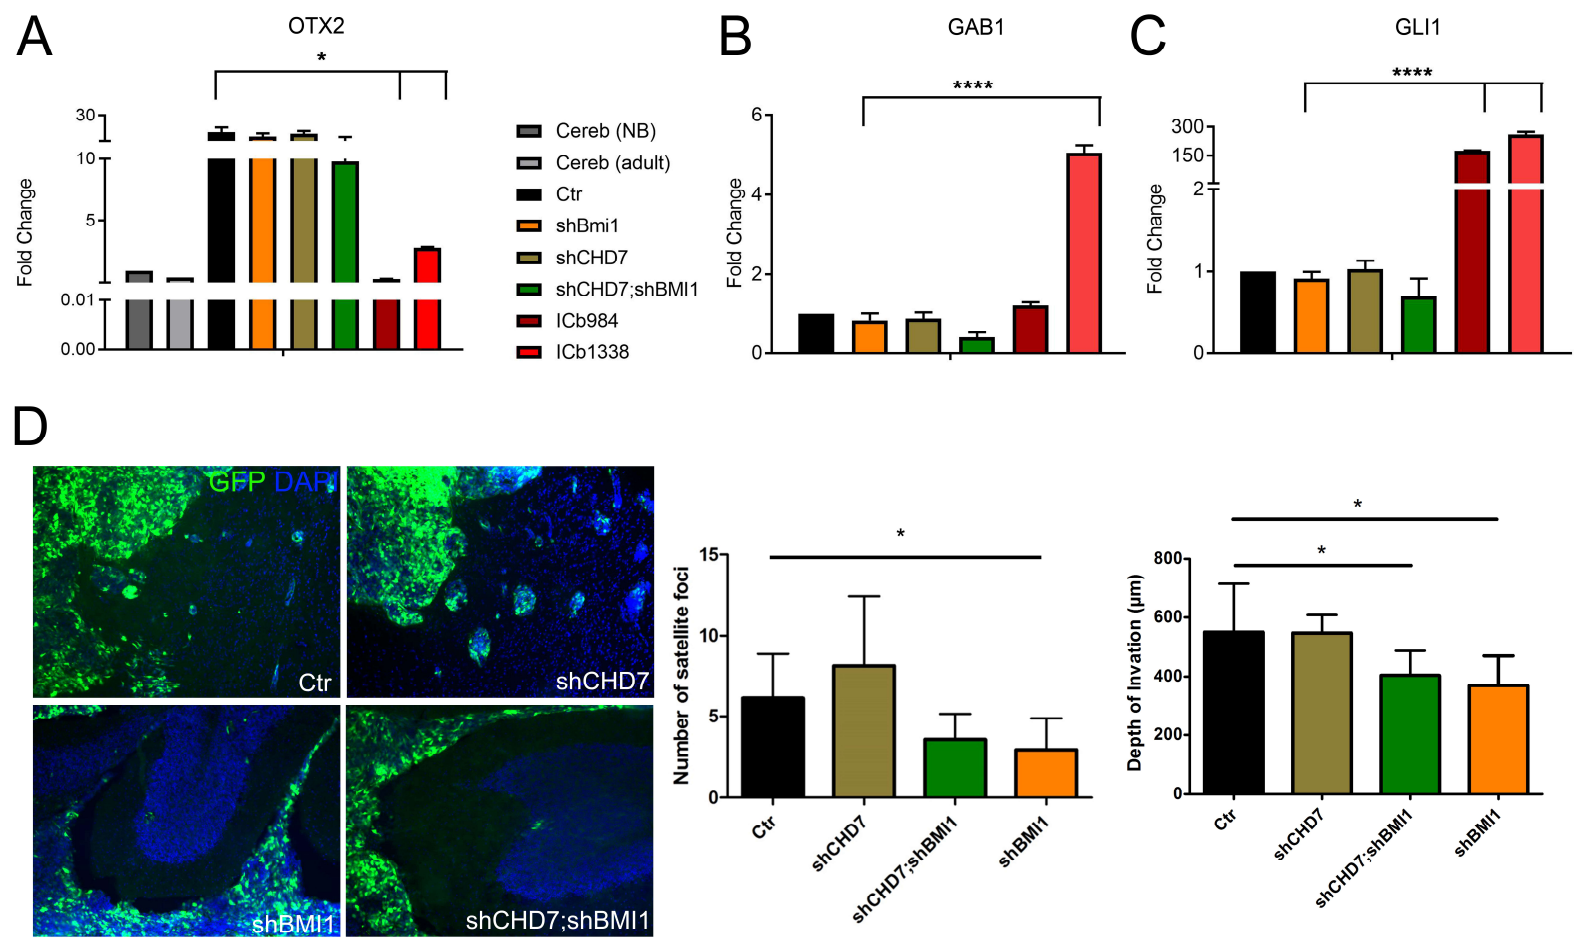 A
OTX2
*
30
10
5
0.01
0.00
Fold Change
Cereb (NB)
Cereb (adult)
Ctr
shBmi1
shCHD7
shCHD7;shBMI1
ICb984
ICb1338
B
GAB1
****
6
4
2
0
Fold Change
C
GLI1
****
300
150
2
1
0
Fold Change
D
GFP DAPI
Ctr
shCHD7
shBMI1
shCHD7;shBMI1
*
15
10
5
0
Number of satellite foci
Ctr
shCHD7
shCHD7;shBMI1
shBMI1
*
*
800
600
400
200
0
Depth of Invation (µm)
Ctr
shCHD7
shCHD7;shBMI1
shBMI1